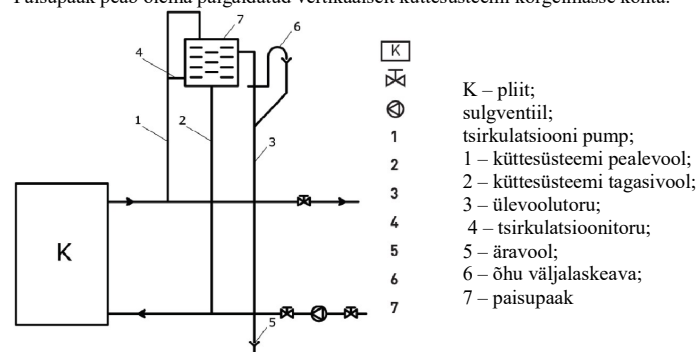 Paisupaak peab olema paigaldatud vertikaalselt küttesüsteemi kõrgeimasse kohta.
7
6
4
1
2
3
K
5
K
1
2
3
4
5
6
7
K – pliit;
sulgventiil;
tsirkulatsiooni pump;
1 – küttesüsteemi pealevool;
2 – küttesüsteemi tagasivool;
3 – ülevoolutoru;
4 – tsirkulatsioonitoru;
5 – äravool;
6 – õhu väljalaskeava;
7 – paisupaak